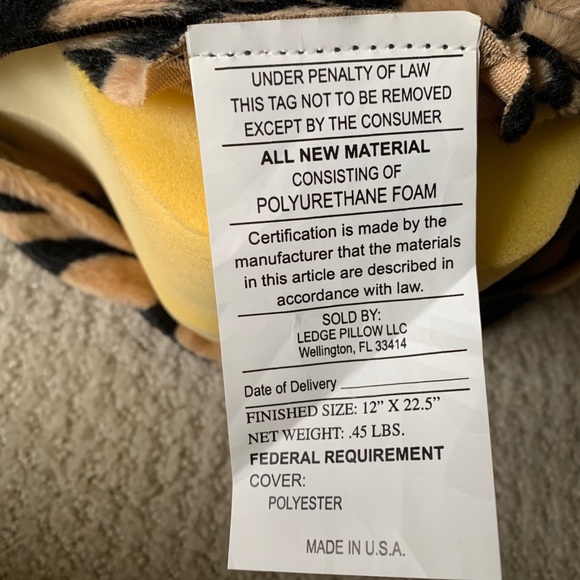 UNDER PENALTY OF LAW
THIS TAG NOT TO BE REMOVED
EXCEPT BY THE CONSUMER
ALL NEW MATERIAL
CONSISTING OF
POLYURETHANE FOAM
Certification is made by the
manufacturer that the materials
in this article are described in
accordance with law.
SOLD BY:
LEDGE PILLOW LLC
Wellington, FL 33414
Date of Delivery
FINISHED SIZE: 12” X 22.5”
NET WEIGHT: .45 LBS.
FEDERAL REQUIREMENT
COVER:
POLYESTER
MADE IN U.S.A.